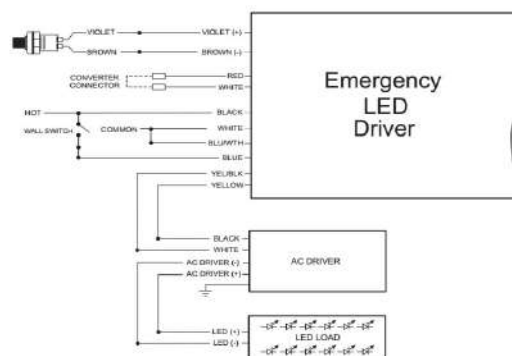 VIOLET VIOLET (+)
BROWN BROWN (-)
CONVERTER
CONNECTOR
RED
WHITE
HOT BLACK
WALL SWITCH COMMON WHITE
BLU/WTH
BLUE
YEL/BLK
YELLOW
Emergency
LED
Driver
BLACK
WHITE
AC DRIVER (-)
AC DRIVER (+)
AC DRIVER
LED (+)
LED (-)
LED LOAD